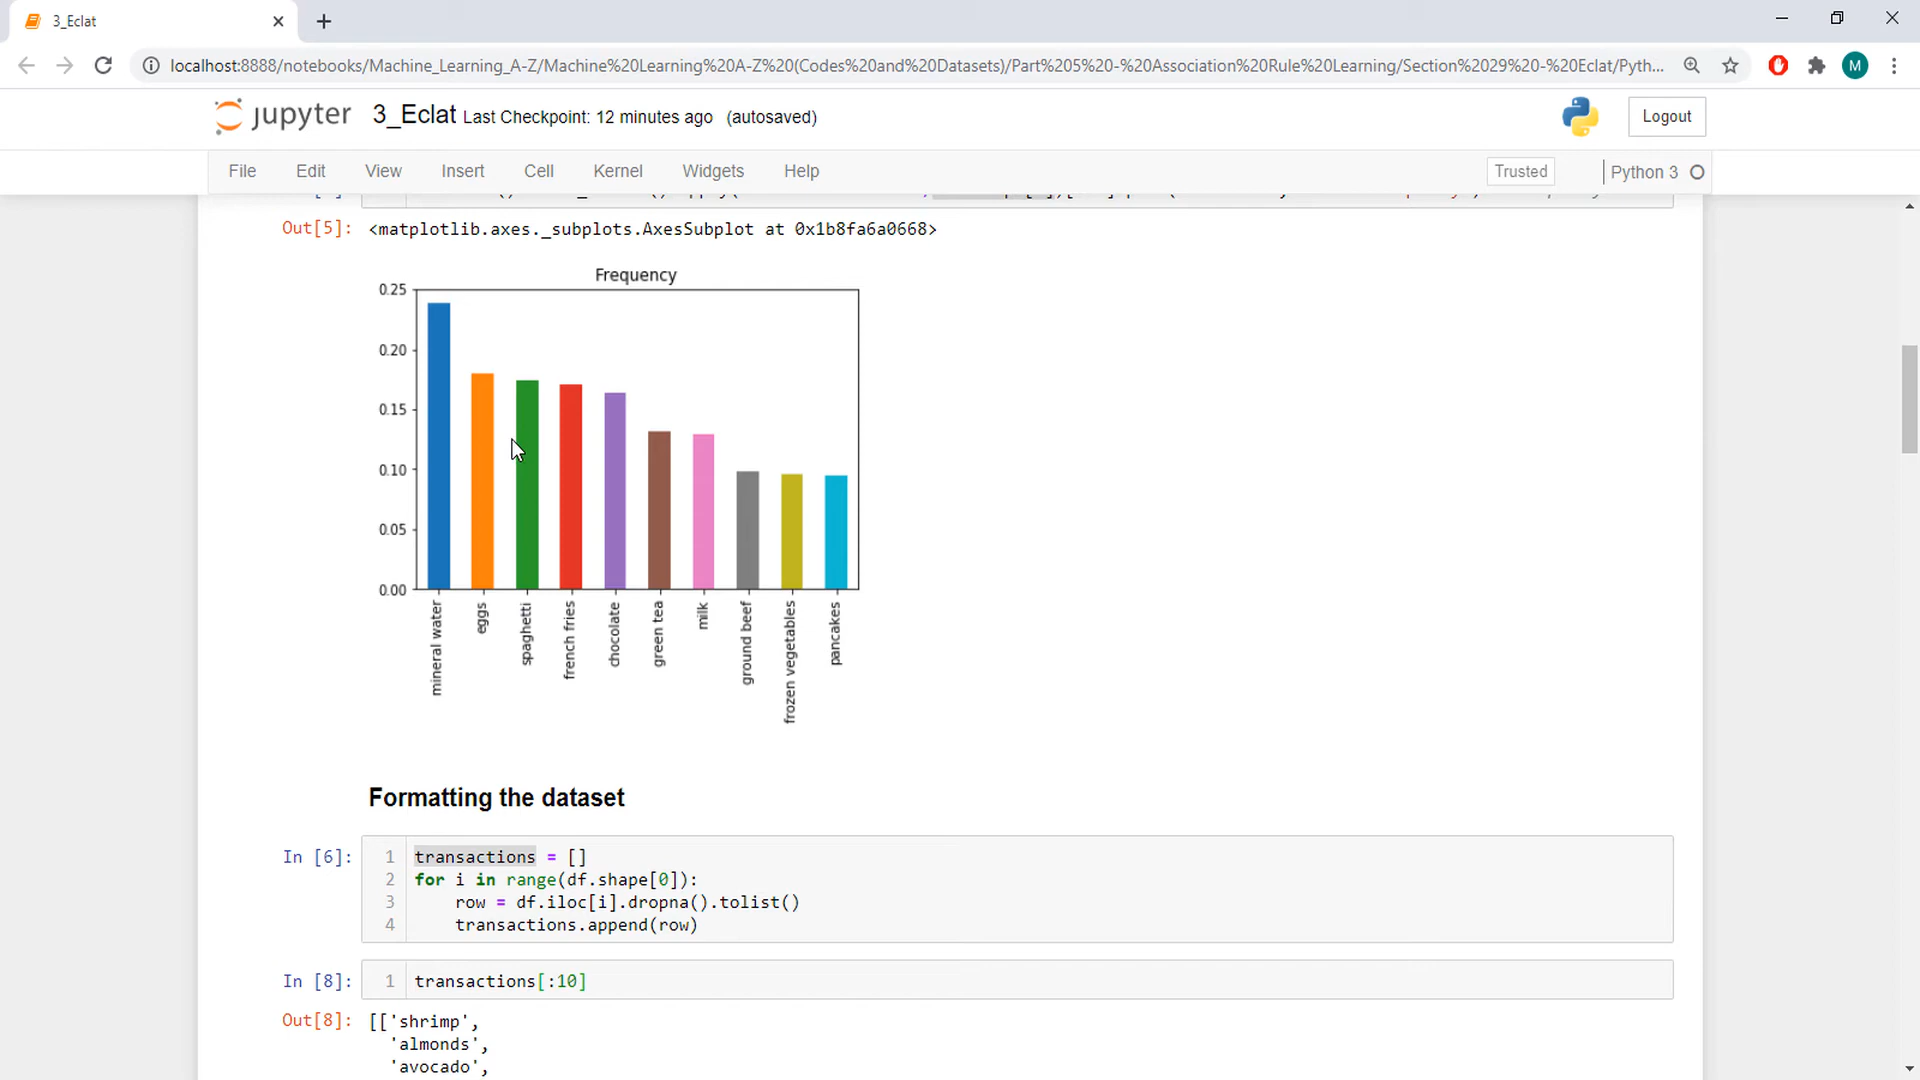 3_Eclat
localhost:8888/notebooks/Machine_Learning_A-Z/Machine%20Learning%20A-Z%20(Codes%20and%20Datasets)/Part%205%20-%20Association%20Rule%20Learning/Section%2029%20-%20Eclat/Pyth...
M
jupyter 3_Eclat Last Checkpoint: 12 minutes ago (autosaved)
Logout
File Edit View Insert Cell Kernel Widgets Help
Trusted
Python 3
Out[5]: <matplotlib.axes._subplots.AxesSubplot at 0x1b8fa6a0668>
Frequency
0.25
0.20
0.15
0.10
0.05
0.00
mineral water
eggs
spaghetti
french fries
chocolate
green tea
milk
ground beef
frozen vegetables
pancakes
Formatting the dataset
In [6]: 1 transactions = []
2 for i in range(df.shape[0]):
3 row = df.iloc[i].dropna().tolist()
4 transactions.append(row)
In [8]: 1 transactions[:10]
Out[8]: [['shrimp',
'almonds',
'avocado',